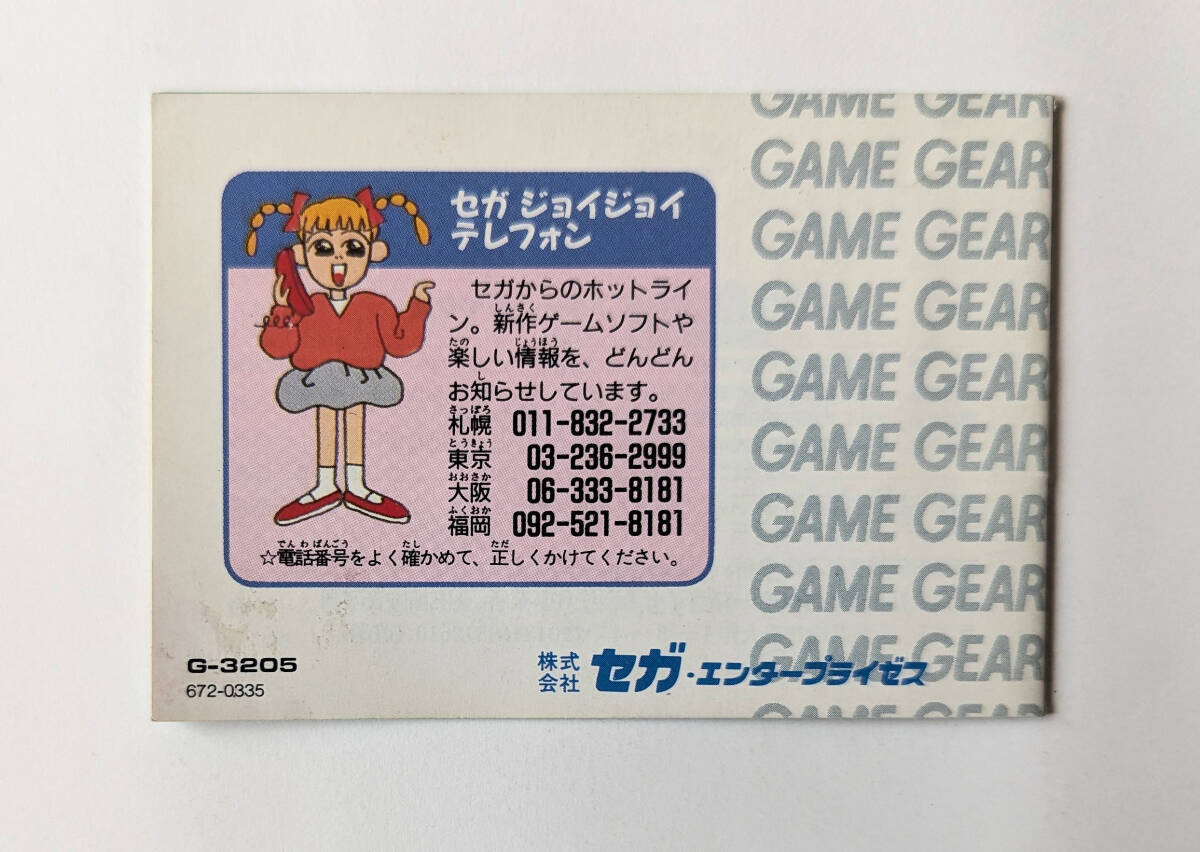 セガ ジョイジョイ
テレフォン
セガからのホットライ
ン。新作ゲームソフトや
楽しい情報を、どんどん
お知らせしています。
札幌 011-832-2733
東京 03-236-2999
大阪 06-333-8181
福岡 092-521-8181
☆電話番号をよく確かめて、正しくかけてください。
G-3205
672-0335
株式会社 セガ・エンタープライゼス
GAME GEAR
GAME GEAR
GAME GEAR
GAME GEAR
GAME GEAR
GAME GEAR
GAME GEAR
GAME GEAR
GAME GEAR
GAME GEAR